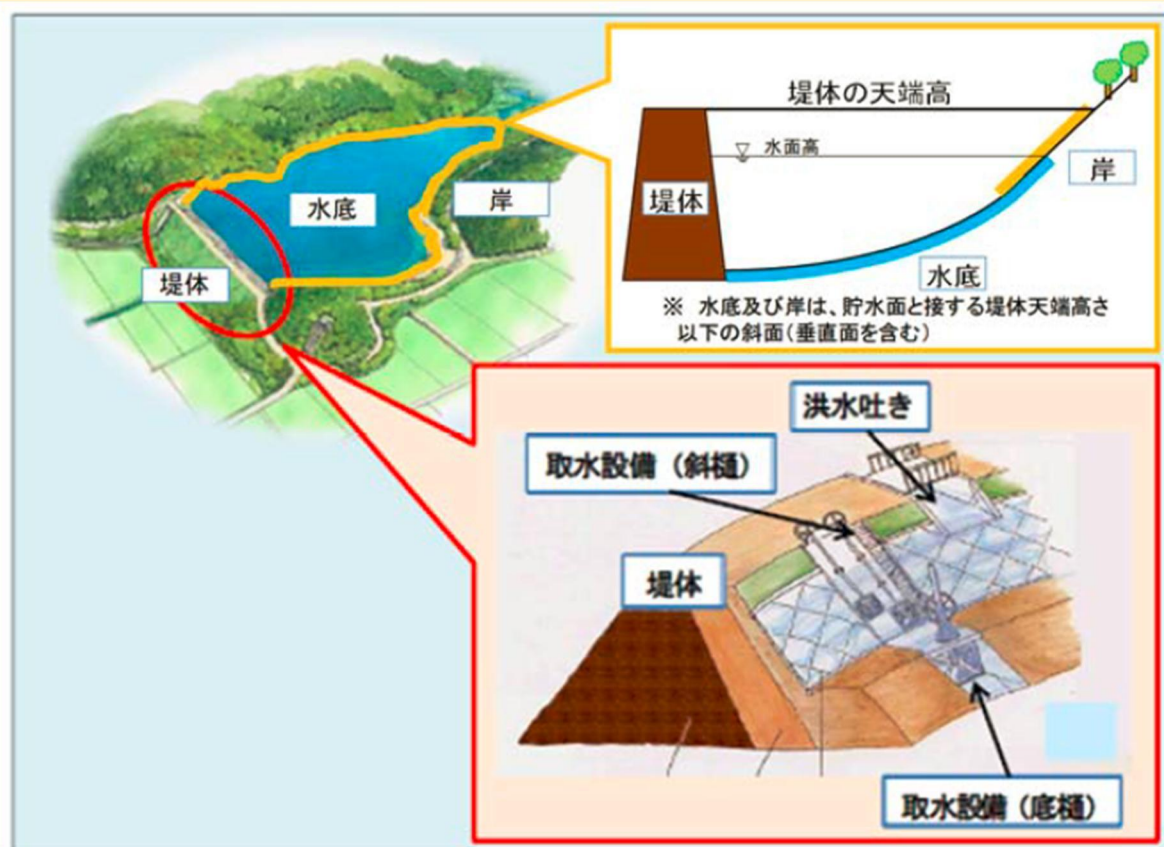 水底
岸
堤体
堤体の天端高
水面高
堤体
岸
水底
※ 水底及び岸は、貯水面と接する堤体天端高さ
以下の斜面(垂直面を含む)
洪水吐き
取水設備(斜樋)
堤体
取水設備(底樋)